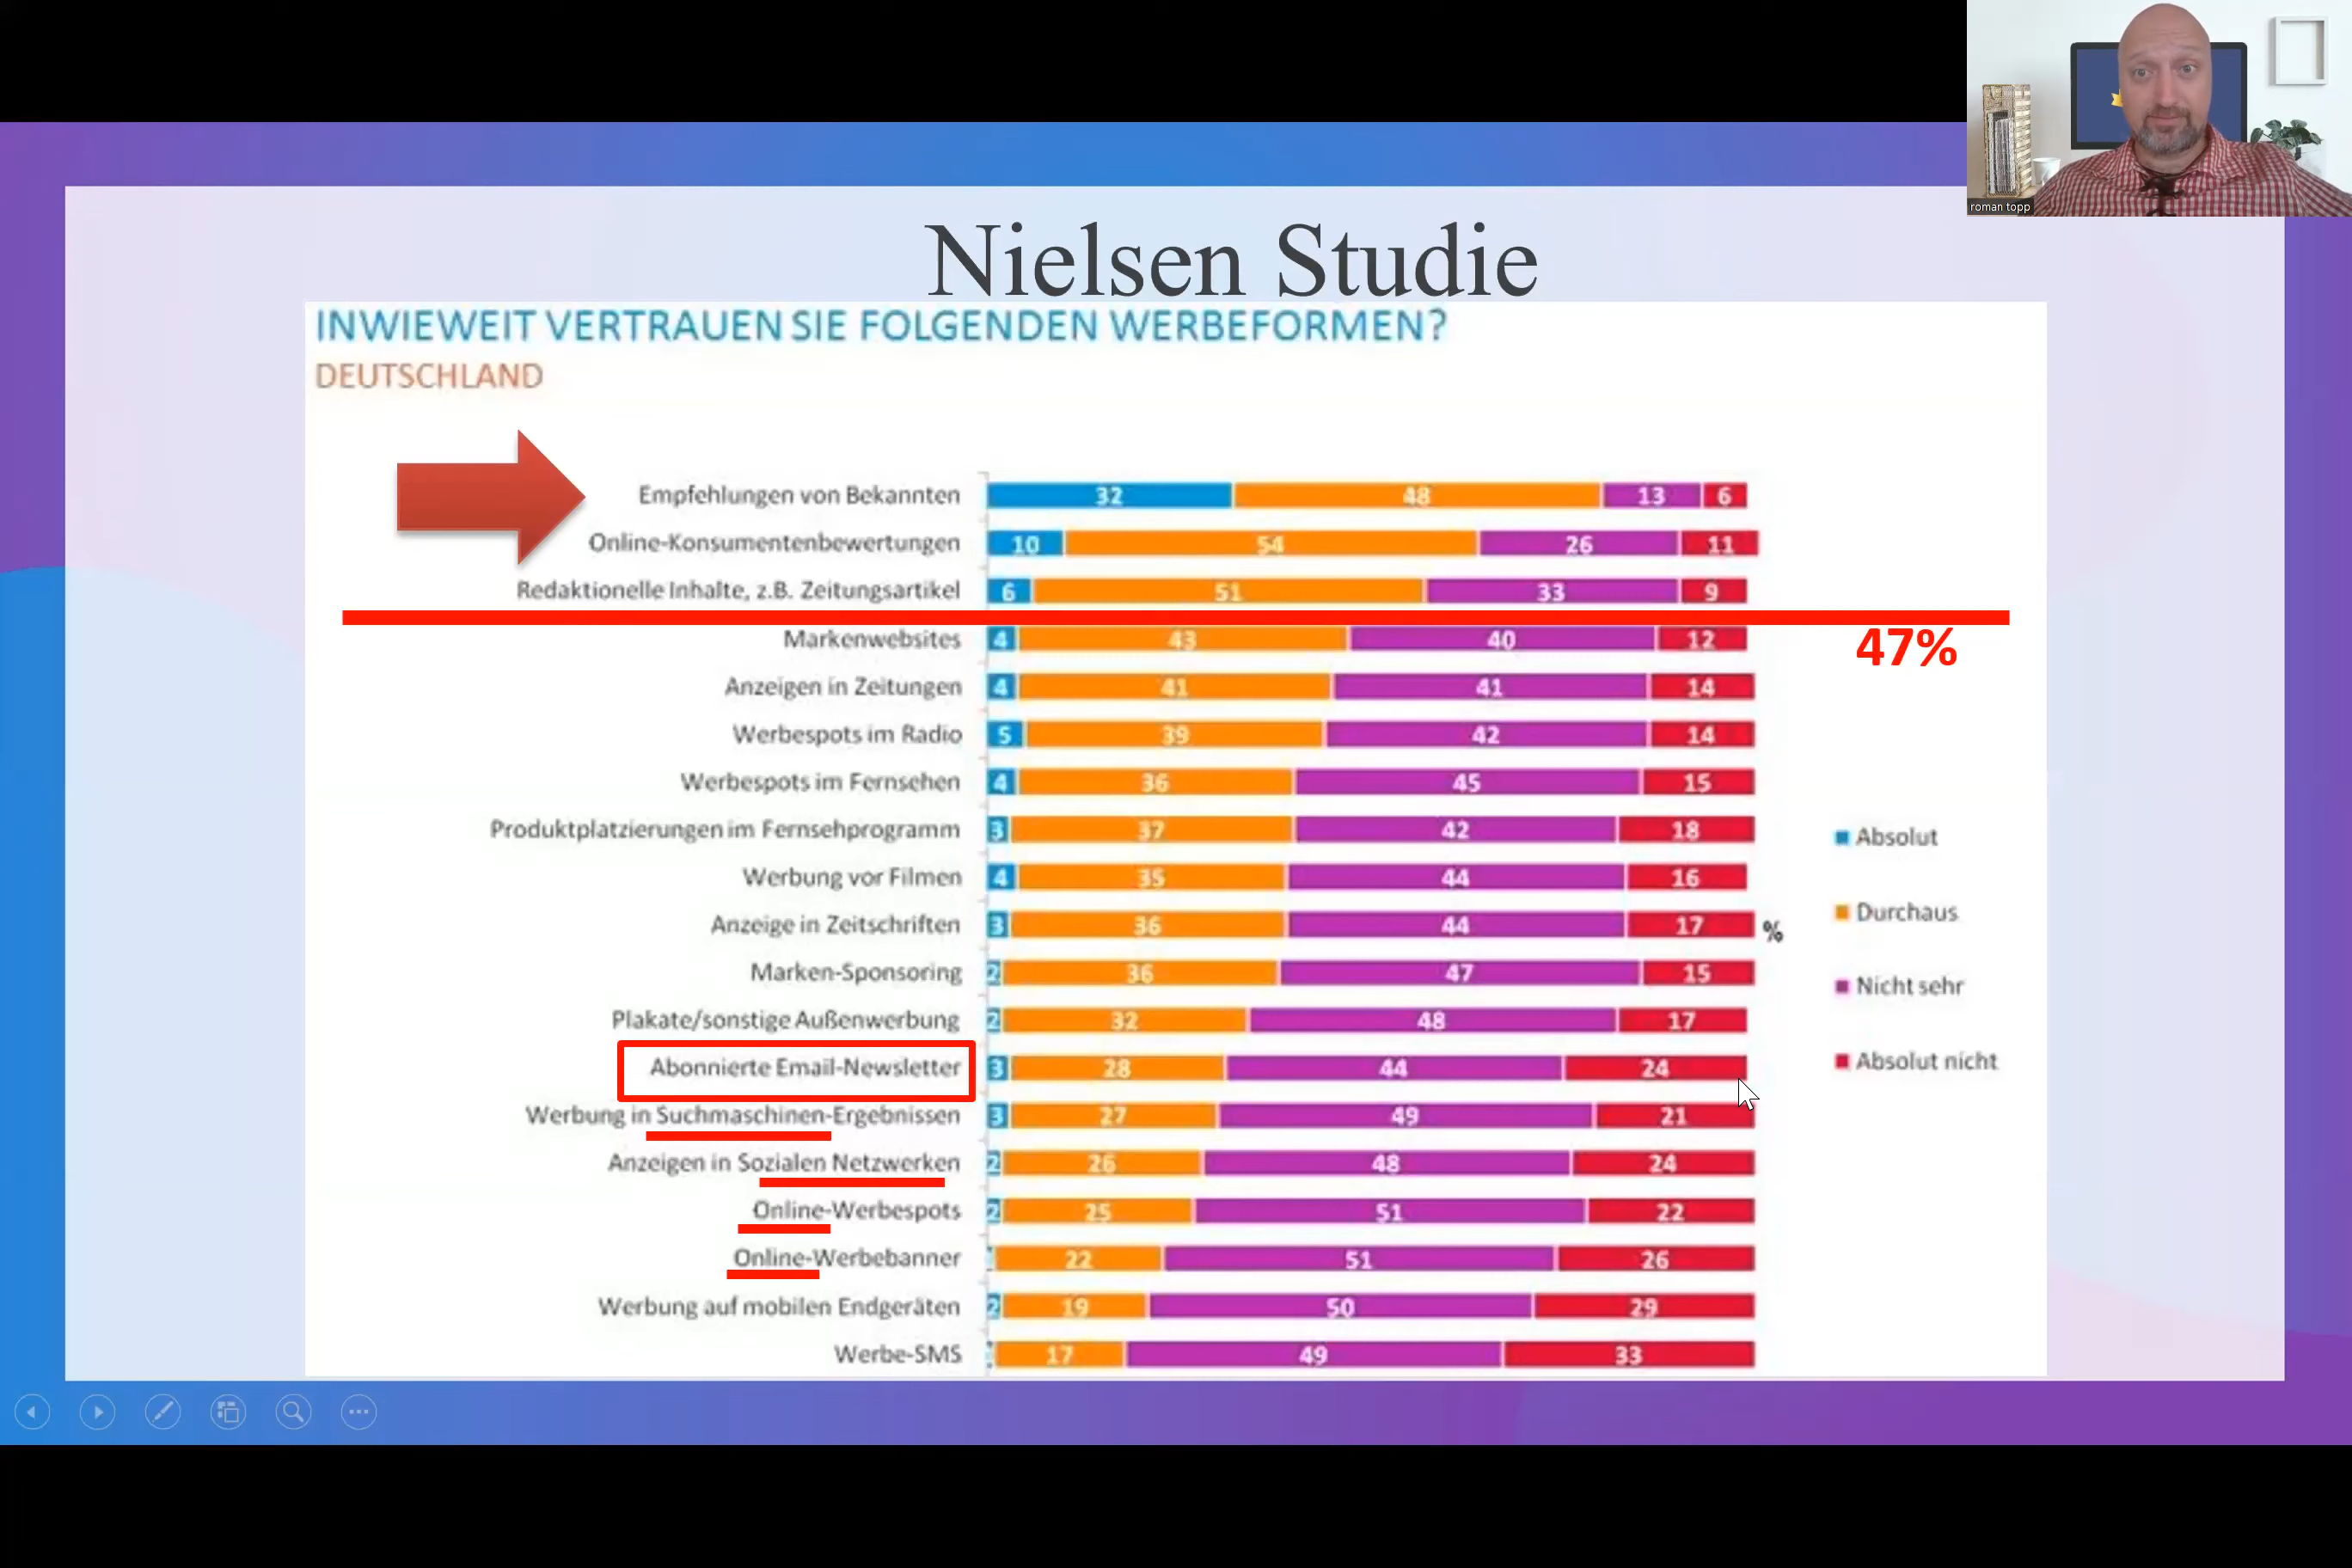 roman topp
Nielsen Studie
INWIEWEIT VERTRAUEN SIE FOLGENDEN WERBEFORMEN?
DEUTSCHLAND
Empfehlungen von Bekannten 32 48 13 6
Online-Konsumentenbewertungen 10 54 26 11
Redaktionelle Inhalte, z.B. Zeitungsartikel 6 51 33 9
Markenwebsites 4 43 40 12 47%
Anzeigen in Zeitungen 4 41 41 14
Werbespots im Radio 5 39 42 14
Werbespots im Fernsehen 4 36 45 15
Produktplatzierungen im Fernsehprogramm 3 37 42 18
Werbung vor Filmen 4 35 44 16
Anzeige in Zeitschriften 3 36 44 17 %
Marken-Sponsoring 2 36 47 15
Plakate/sonstige Außenwerbung 2 32 48 17
Abonnierte Email-Newsletter 3 28 44 24
Werbung in Suchmaschinen-Ergebnissen 3 27 49 21
Anzeigen in Sozialen Netzwerken 2 26 48 24
Online-Werbespots 2 25 51 22
Online-Werbebanner 22 51 26
Werbung auf mobilen Endgeräten 2 19 50 29
Werbe-SMS 17 49 33
Absolut
Durchaus
Nicht sehr
Absolut nicht